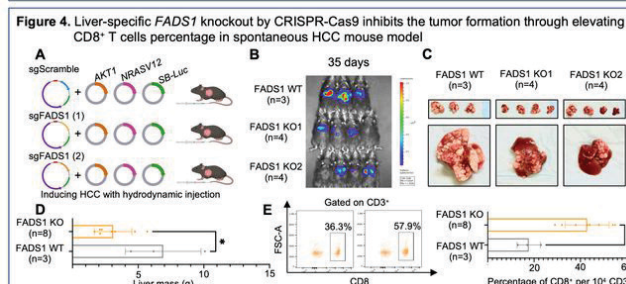 Figure 4. Liver-specific FADS1 knockout by CRISPR-Cas9 inhibits the tumor formation through elevating
CD8⁺ T cells percentage in spontaneous HCC mouse model
A
sgScramble
AKT1
NRASV12
SB-Luc
+
sgFADS1 (1)
+
sgFADS1 (2)
+
Inducing HCC with hydrodynamic injection
B
35 days
FADS1 WT
(n=3)
FADS1 KO1
(n=4)
FADS1 KO2
(n=4)
C
FADS1 WT
(n=3)
FADS1 KO1
(n=4)
FADS1 KO2
(n=4)
D
FADS1 KO
(n=8)
FADS1 WT
(n=3)
*
0 5 10 15
Liver mass (g)
E
Gated on CD3⁺
36.3%
57.9%
FSC-A
CD8
FADS1 KO
(n=8)
FADS1 WT
(n=3)
0 20 40
Percentage of CD8⁺ per 10⁴ CD3